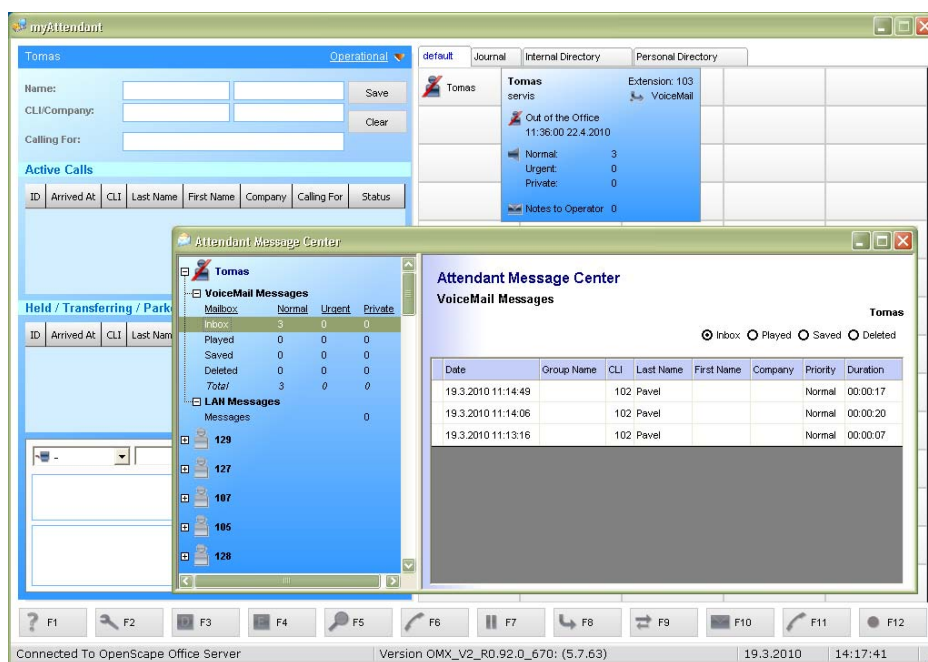 myAttendant
Tomas Operational
Name: Save
CLI/Company: Clear
Calling For:
Active Calls
ID Arrived At CLI Last Name First Name Company Calling For Status
Held / Transferring / Park
ID Arrived At CLI Last Nam
-
default Journal Internal Directory Personal Directory
Tomas
Tomas Extension: 103
servis VoiceMail
Out of the Office
11:36:00 22.4.2010
Normal: 3
Urgent: 0
Private: 0
Notes to Operator 0
Attendant Message Center
Tomas
VoiceMail Messages
Mailbox Normal Urgent Private
Inbox 3 0 0
Played 0 0 0
Saved 0 0 0
Deleted 0 0 0
Total 3 0 0
LAN Messages
Messages 0
129
127
107
105
128
Attendant Message Center
VoiceMail Messages
Tomas
Inbox Played Saved Deleted
Date Group Name CLI Last Name First Name Company Priority Duration
19.3.2010 11:14:49 102 Pavel Normal 00:00:17
19.3.2010 11:14:06 102 Pavel Normal 00:00:20
19.3.2010 11:13:16 102 Pavel Normal 00:00:07
? F1 F2 D F3 E F4 F5 F6 F7 F8 F9 F10 F11 F12
Connected To OpenScape Office Server Version OMX_V2_R0.92.0_670: (5.7.63) 19.3.2010 14:17:41